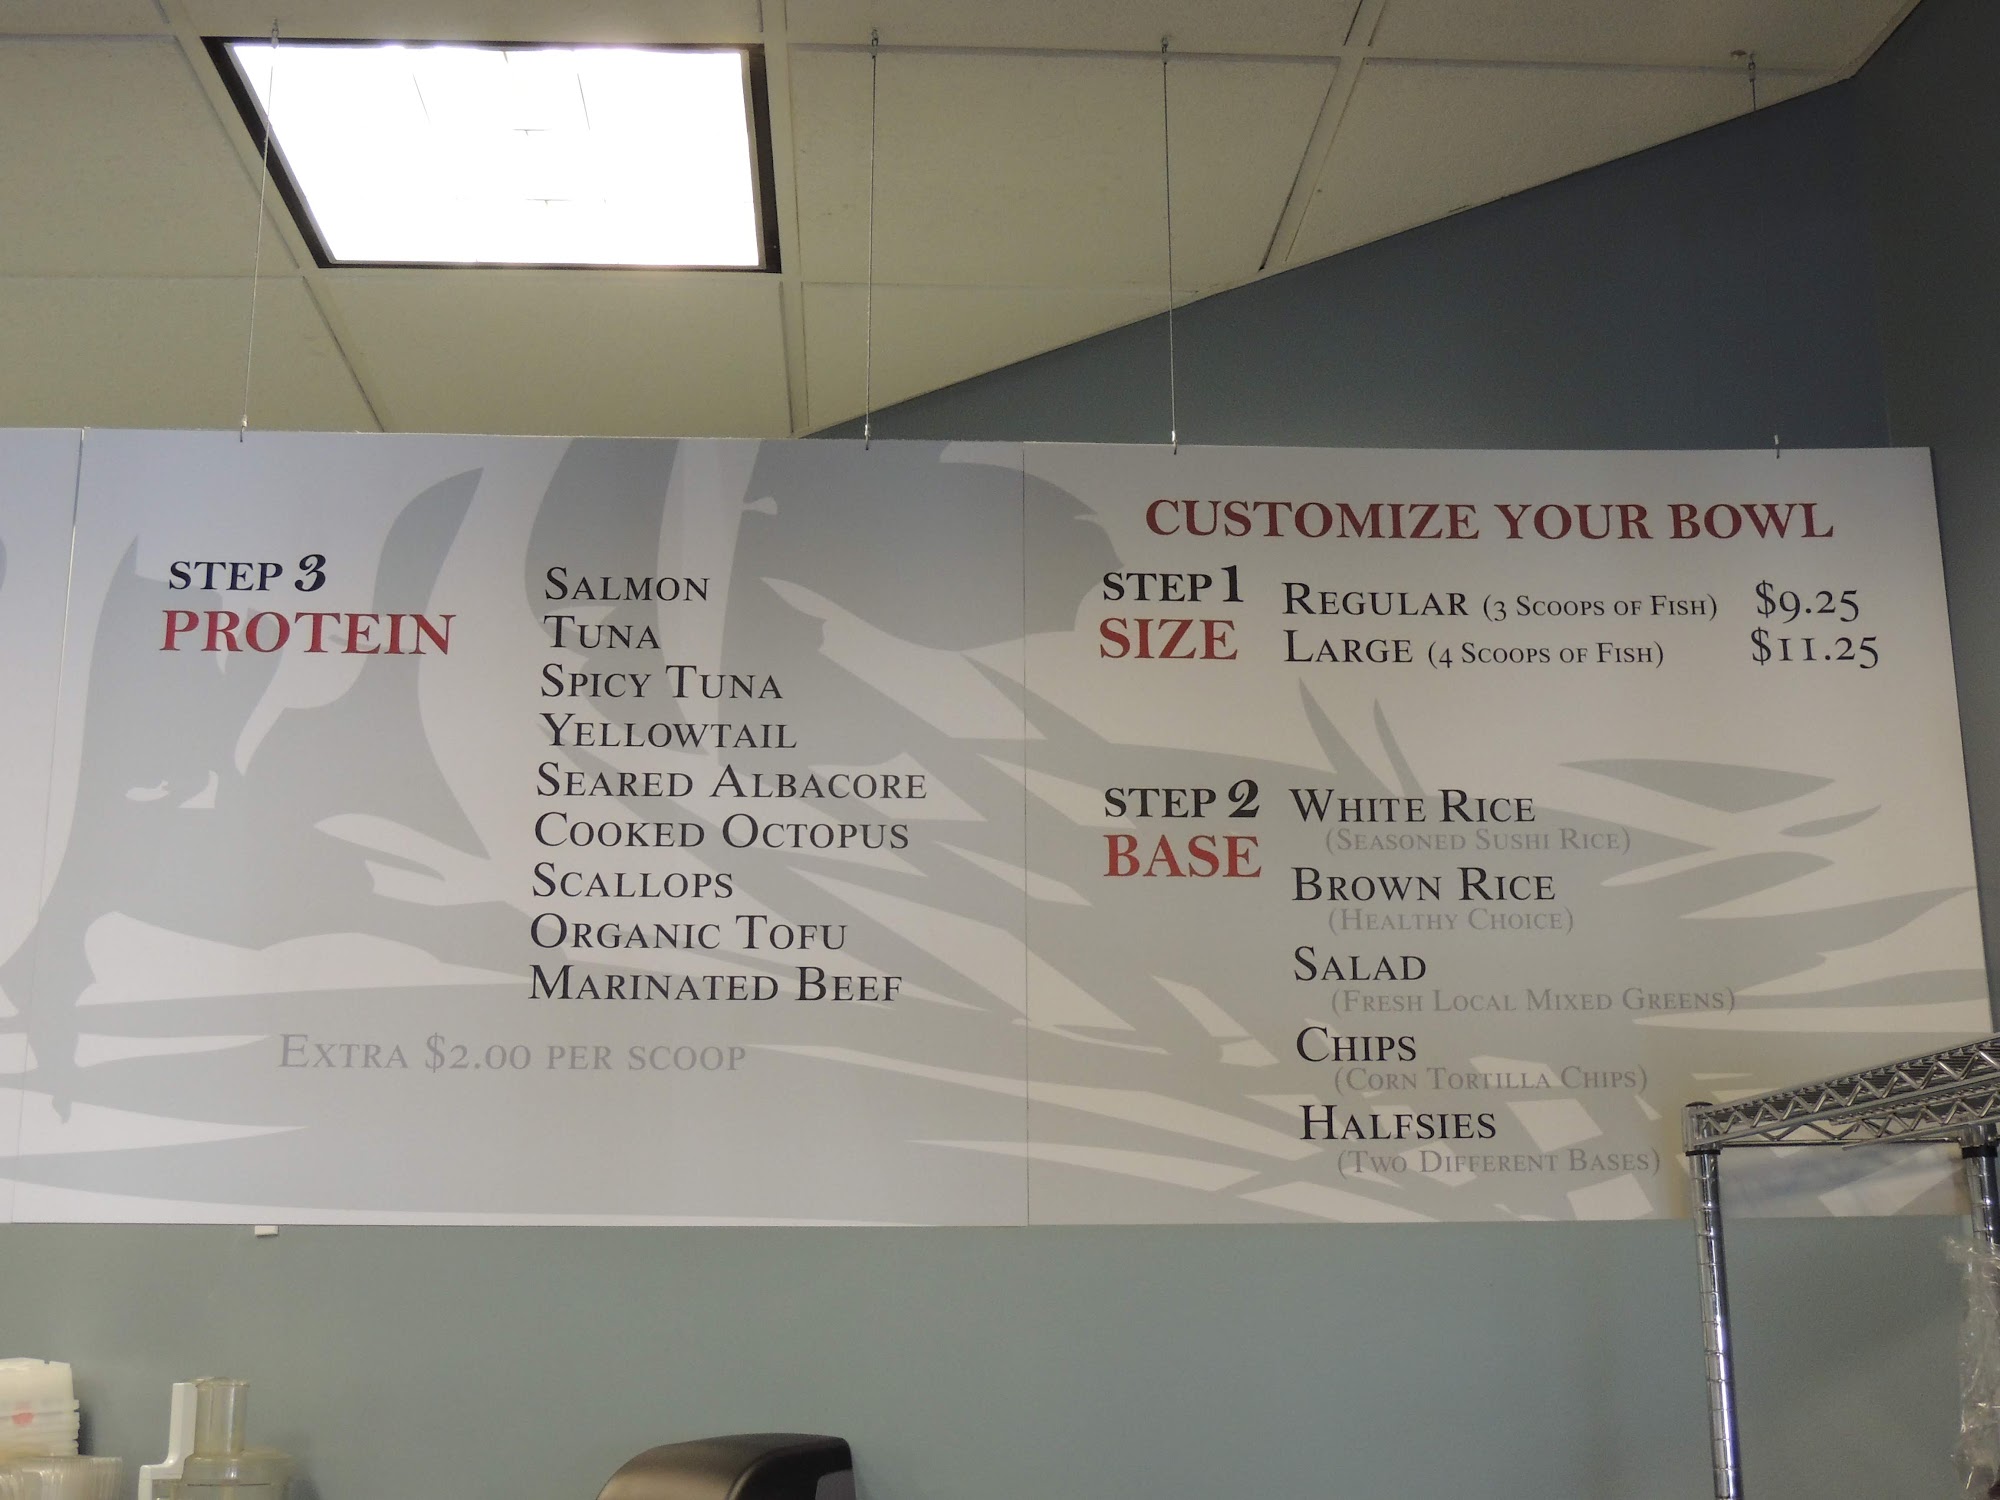 STEP 3
PROTEIN
SALMON
TUNA
SPICY TUNA
YELLOWTAIL
SEARED ALBACORE
COOKED OCTOPUS
SCALLOPS
ORGANIC TOFU
MARINATED BEEF
EXTRA $2.00 PER SCOOP
CUSTOMIZE YOUR BOWL
STEP 1
SIZE
REGULAR (3 SCOOPS OF FISH) $9.25
LARGE (4 SCOOPS OF FISH) $11.25
STEP 2
BASE
WHITE RICE
(SEASONED SUSHI RICE)
BROWN RICE
(HEALTHY CHOICE)
SALAD
(FRESH LOCAL MIXED GREENS)
CHIPS
(CORN TORTILLA CHIPS)
HALFSIES
(TWO DIFFERENT BASES)